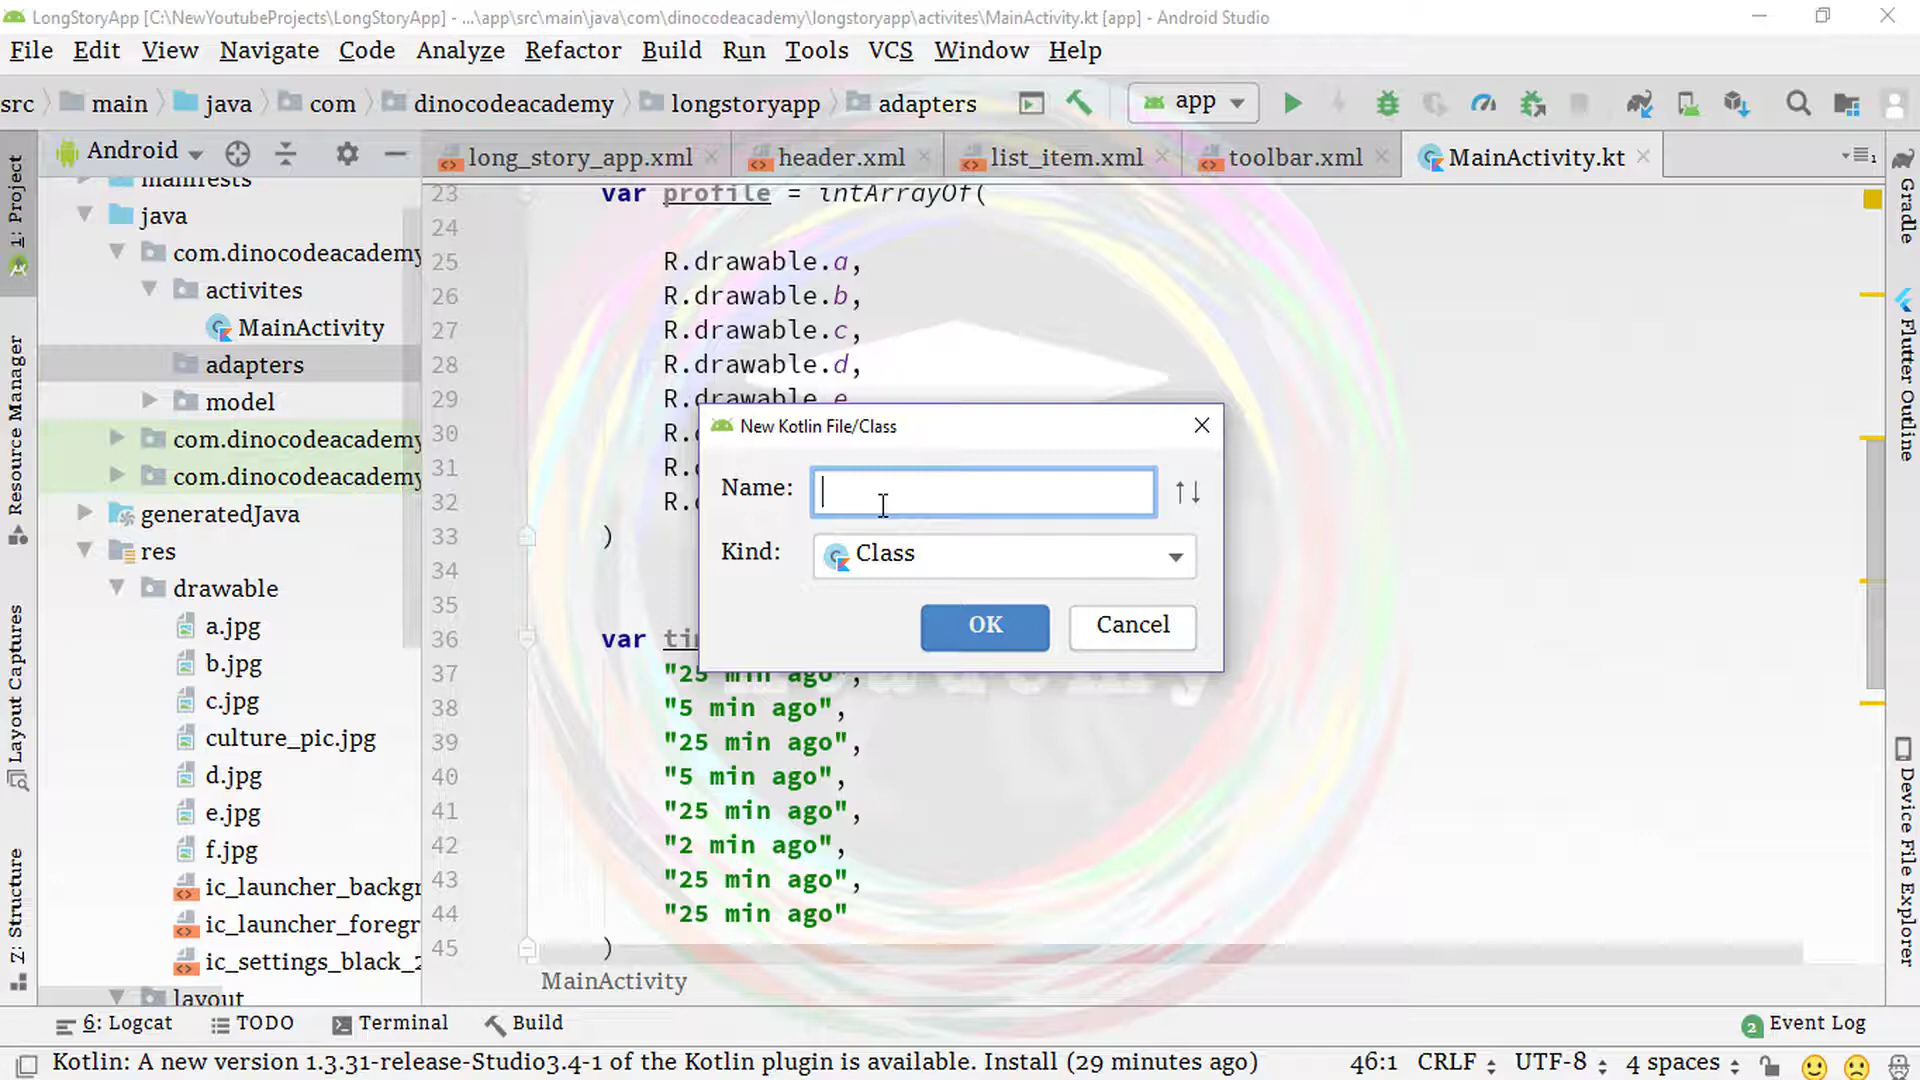 LongStoryApp [C:\NewYoutubeProjects\LongStoryApp] - ...\app\src\main\java\com\dinocodeacademy\longstoryapp\activites\MainActivity.kt [app] - Android Studio
File Edit View Navigate Code Analyze Refactor Build Run Tools VCS Window Help
src main java com dinocodeacademy longstoryapp adapters app
Android long_story_app.xml header.xml list_item.xml toolbar.xml MainActivity.kt
1: Project
Resource Manager
Layout Captures
Z: Structure
manifests
java
com.dinocodeacademy
activites
MainActivity
adapters
model
com.dinocodeacademy
com.dinocodeacademy
generatedJava
res
drawable
a.jpg
b.jpg
c.jpg
culture_pic.jpg
d.jpg
e.jpg
f.jpg
ic_launcher_backgr
ic_launcher_foregr
ic_settings_black_2
layout
23 var profile = intArrayOf(
24
25 R.drawable.a,
26 R.drawable.b,
27 R.drawable.c,
28 R.drawable.d,
29 R.drawable.e
30 R.
31 R.
32 R.
33 )
34
35
36 var ti
37 "25 min ago",
38 "5 min ago",
39 "25 min ago",
40 "5 min ago",
41 "25 min ago",
42 "2 min ago",
43 "25 min ago",
44 "25 min ago"
45 )
MainActivity
New Kotlin File/Class
Name:
Kind: Class
OK Cancel
Gradle
Flutter Outline
Device File Explorer
6: Logcat TODO Terminal Build 2 Event Log
Kotlin: A new version 1.3.31-release-Studio3.4-1 of the Kotlin plugin is available. Install (29 minutes ago) 46:1 CRLF UTF-8 4 spaces